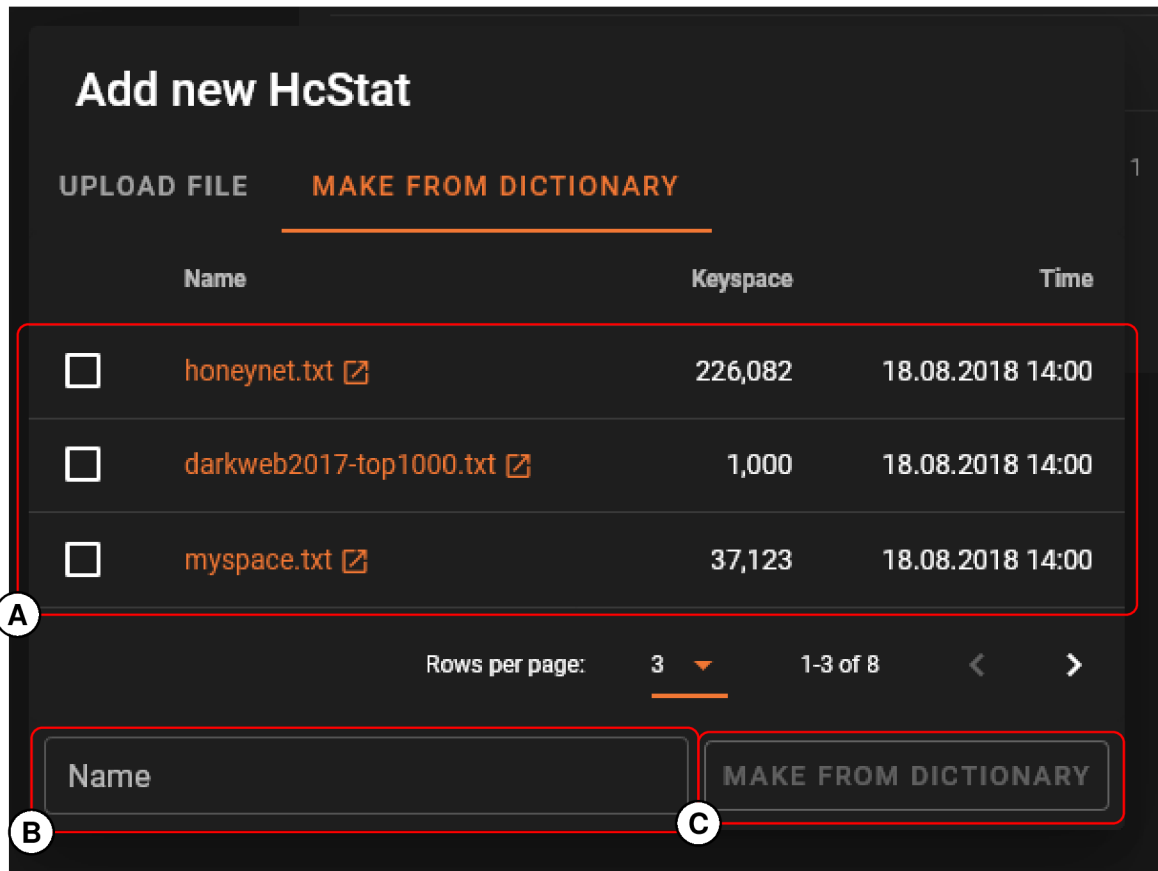 Add new HcStat
1
UPLOAD FILE MAKE FROM DICTIONARY
Name Keyspace Time
honeynet.txt 226,082 18.08.2018 14:00
darkweb2017-top1000.txt 1,000 18.08.2018 14:00
myspace.txt 37,123 18.08.2018 14:00
A
Rows per page: 3 1-3 of 8
Name MAKE FROM DICTIONARY
B C